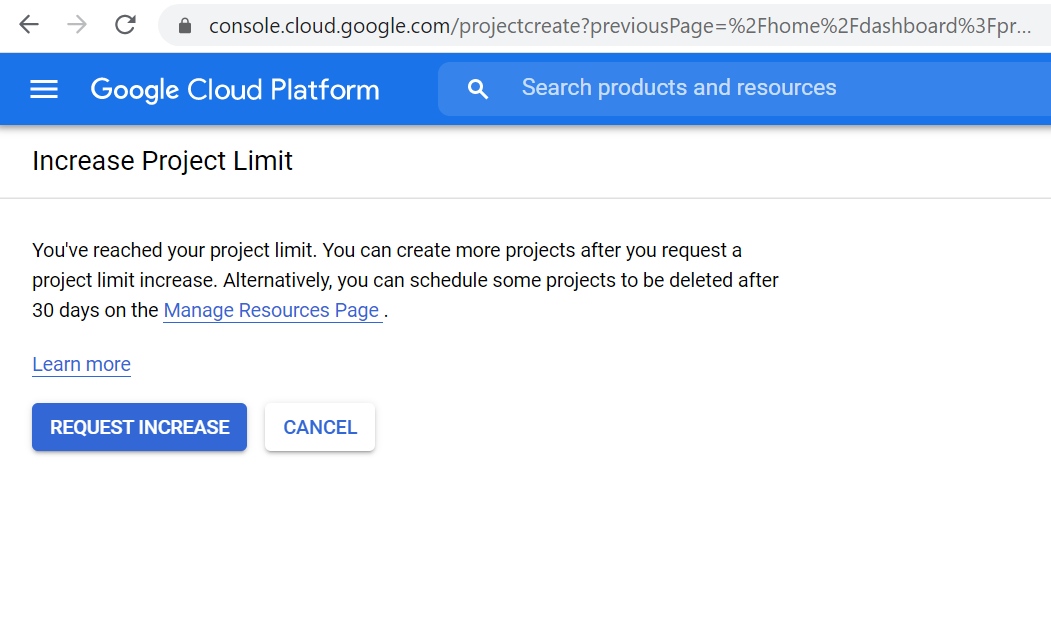 console.cloud.google.com/projectcreate?previousPage=%2Fhome%2Fdashboard%3Fpr...
Google Cloud Platform
Search products and resources
Increase Project Limit
You've reached your project limit. You can create more projects after you request a
project limit increase. Alternatively, you can schedule some projects to be deleted after
30 days on the Manage Resources Page .
Learn more
REQUEST INCREASE
CANCEL